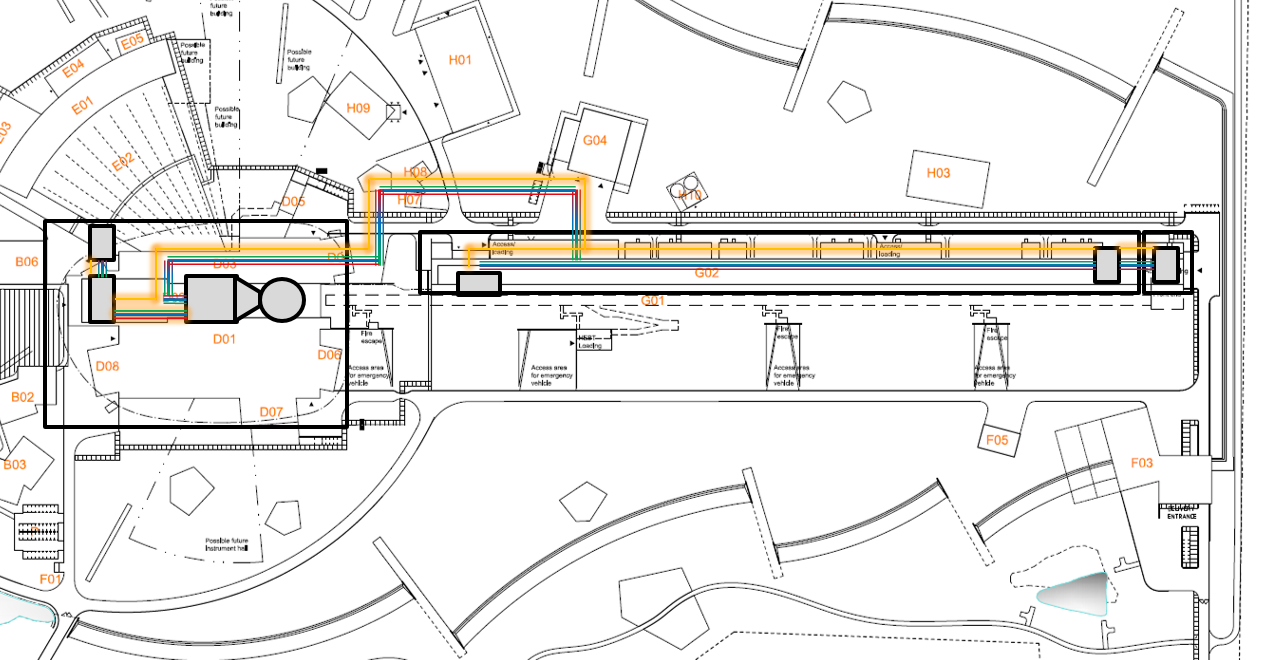 future
building
E05
Possible
future
building
Possible
future
building
E04
H01
E01
H09
Possible
future
building
E03
G04
E02
H08
H03
H10
D05
H07
Access/
loading
Access/
loading
B06
D03
G02
G01
D01
Fire
escape
HEBT
Loading
Fire
escape
Fire
escape
D06
D08
Access area
for emergency
vehicle
Access area
for emergency
vehicle
Access area
for emergency
vehicle
Access area
for emergency
vehicle
B02
D07
F05
B03
F03
DELIVERY
ENTRANCE
Possible future
Instrument hall
F01